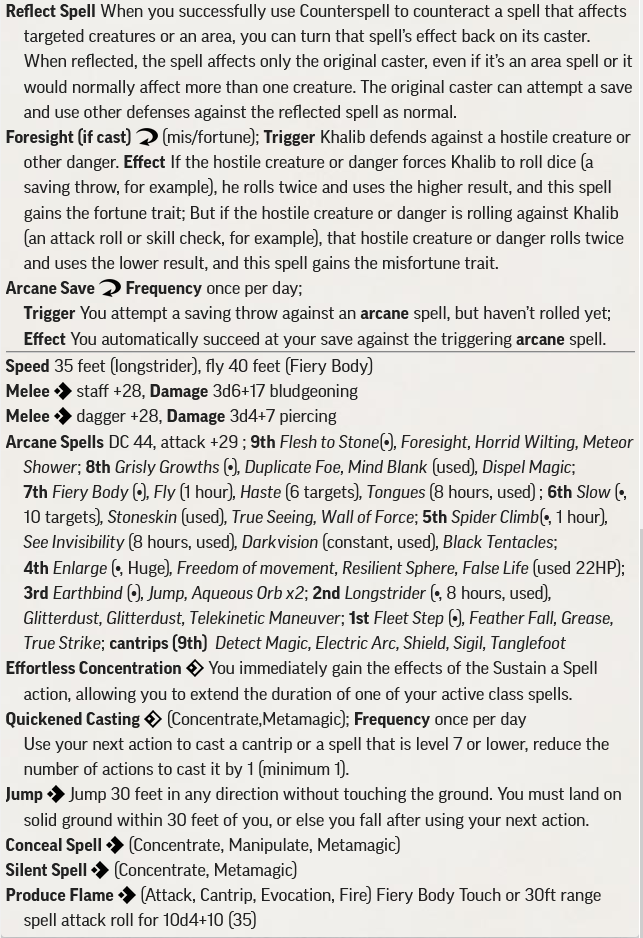 Reflect Spell When you successfully use Counterspell to counteract a spell that affects
targeted creatures or an area, you can turn that spell's effect back on its caster.
When reflected, the spell affects only the original caster, even if it's an area spell or it
would normally affect more than one creature. The original caster can attempt a save
and use other defenses against the reflected spell as normal.
Foresight (if cast) (mis/fortune); Trigger Khalib defends against a hostile creature or
other danger. Effect If the hostile creature or danger forces Khalib to roll dice (a
saving throw, for example), he rolls twice and uses the higher result, and this spell
gains the fortune trait; But if the hostile creature or danger is rolling against Khalib
(an attack roll or skill check, for example), that hostile creature or danger rolls twice
and uses the lower result, and this spell gains the misfortune trait.
Arcane Save Frequency once per day;
Trigger You attempt a saving throw against an arcane spell, but haven't rolled yet;
Effect You automatically succeed at your save against the triggering arcane spell.
Speed 35 feet (longstrider), fly 40 feet (Fiery Body)
Melee staff +28, Damage 3d6+17 bludgeoning
Melee dagger +28, Damage 3d4+7 piercing
Arcane Spells DC 44, attack +29 ; 9th Flesh to Stone(•), Foresight, Horrid Wilting, Meteor
Shower; 8th Grisly Growths (•), Duplicate Foe, Mind Blank (used), Dispel Magic;
7th Fiery Body (•), Fly (1 hour), Haste (6 targets), Tongues (8 hours, used) ; 6th Slow (•,
10 targets), Stoneskin (used), True Seeing, Wall of Force; 5th Spider Climb(•, 1 hour),
See Invisibility (8 hours, used), Darkvision (constant, used), Black Tentacles;
4th Enlarge (•, Huge), Freedom of movement, Resilient Sphere, False Life (used 22HP);
3rd Earthbind (•), Jump, Aqueous Orb x2; 2nd Longstrider (•, 8 hours, used),
Glitterdust, Glitterdust, Telekinetic Maneuver; 1st Fleet Step (•), Feather Fall, Grease,
True Strike; cantrips (9th) Detect Magic, Electric Arc, Shield, Sigil, Tanglefoot
Effortless Concentration You immediately gain the effects of the Sustain a Spell
action, allowing you to extend the duration of one of your active class spells.
Quickened Casting (Concentrate,Metamagic); Frequency once per day
Use your next action to cast a cantrip or a spell that is level 7 or lower, reduce the
number of actions to cast it by 1 (minimum 1).
Jump Jump 30 feet in any direction without touching the ground. You must land on
solid ground within 30 feet of you, or else you fall after using your next action.
Conceal Spell (Concentrate, Manipulate, Metamagic)
Silent Spell (Concentrate, Metamagic)
Produce Flame (Attack, Cantrip, Evocation, Fire) Fiery Body Touch or 30ft range
spell attack roll for 10d4+10 (35)